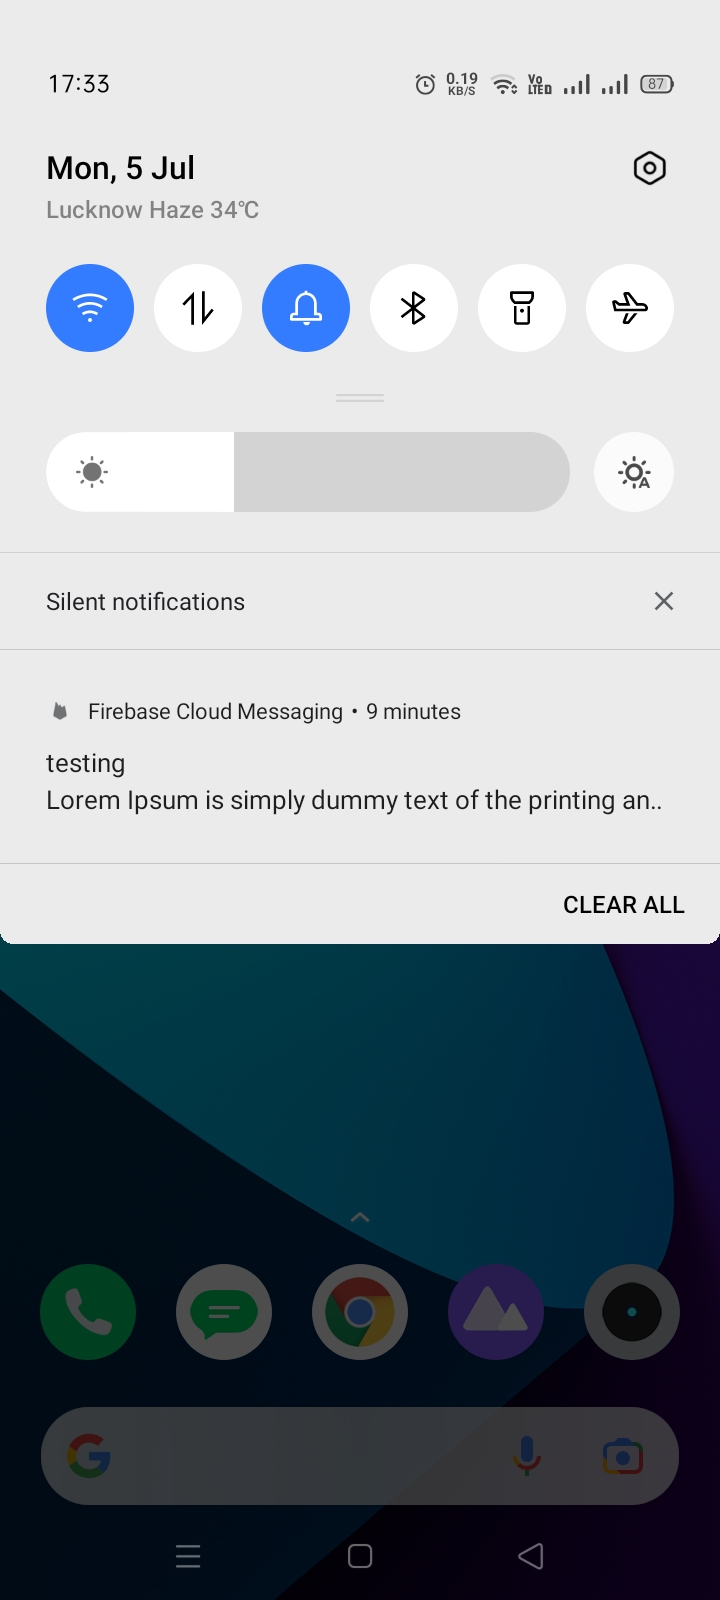 17:33
0.19
KB/S
Vo
LTED
87
Mon, 5 Jul
Lucknow Haze 34℃
A
Silent notifications
Firebase Cloud Messaging • 9 minutes
testing
Lorem Ipsum is simply dummy text of the printing an..
CLEAR ALL